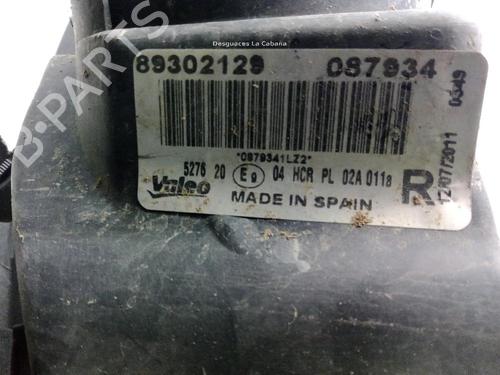 Desguaces La Cabaña
89302129 087934
*0879341LZ2*
5276 20 E9 04 HCR PL 02A 0118
Valeo
R
MADE IN SPAIN
12/07/2011 0349
B-PARTS